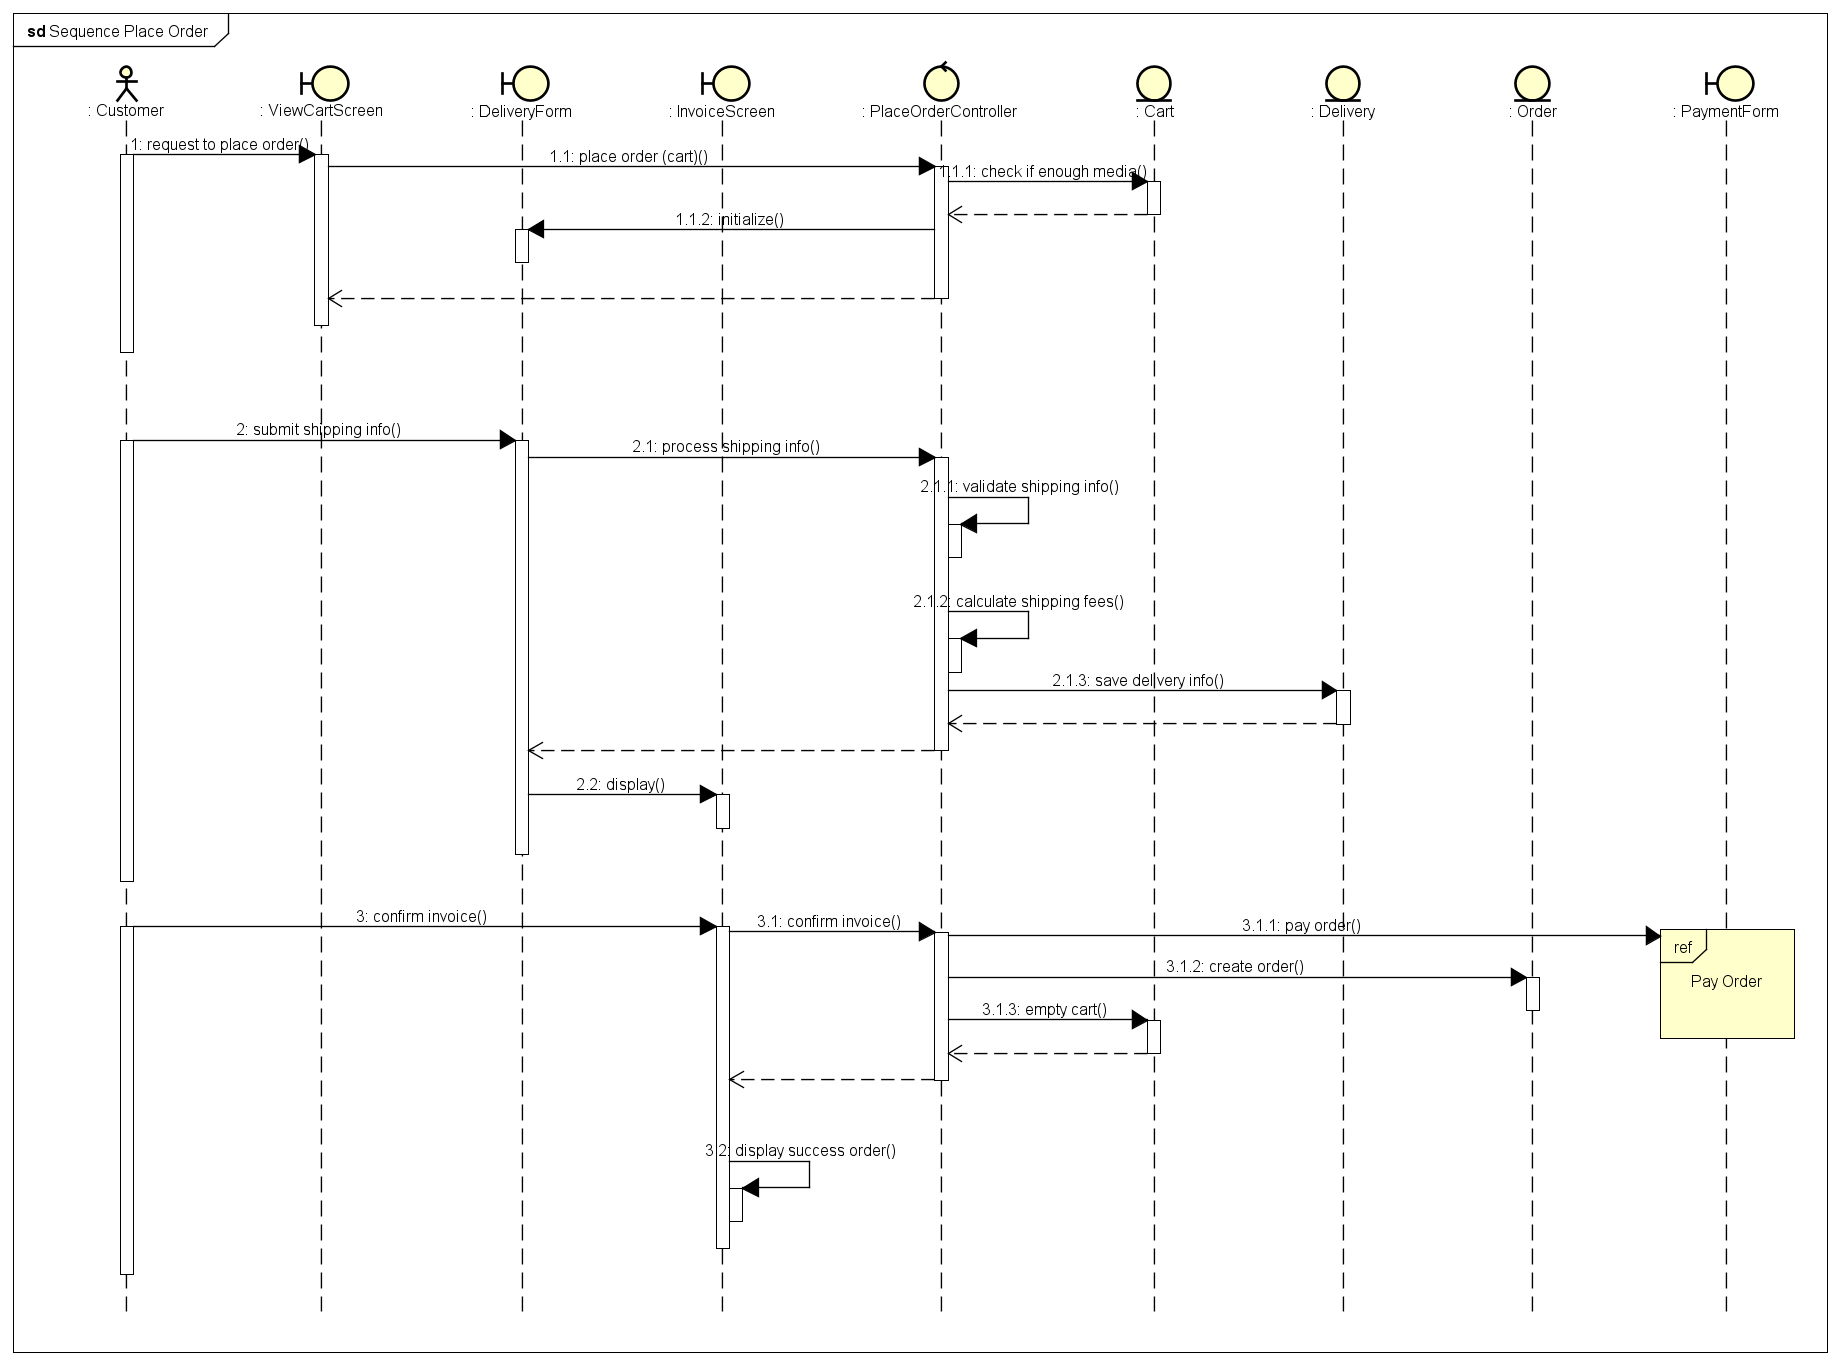 sd Sequence Place Order
: Customer
: ViewCartScreen
: DeliveryForm
: InvoiceScreen
: PlaceOrderController
: Cart
: Delivery
: Order
: PaymentForm
1: request to place order()
1.1: place order (cart)()
1.1.1: check if enough media()
1.1.2: initialize()
2: submit shipping info()
2.1: process shipping info()
2.1.1: validate shipping info()
2.1.2: calculate shipping fees()
2.1.3: save delivery info()
2.2: display()
3: confirm invoice()
3.1: confirm invoice()
3.1.1: pay order()
ref
Pay Order
3.1.2: create order()
3.1.3: empty cart()
3.2: display success order()